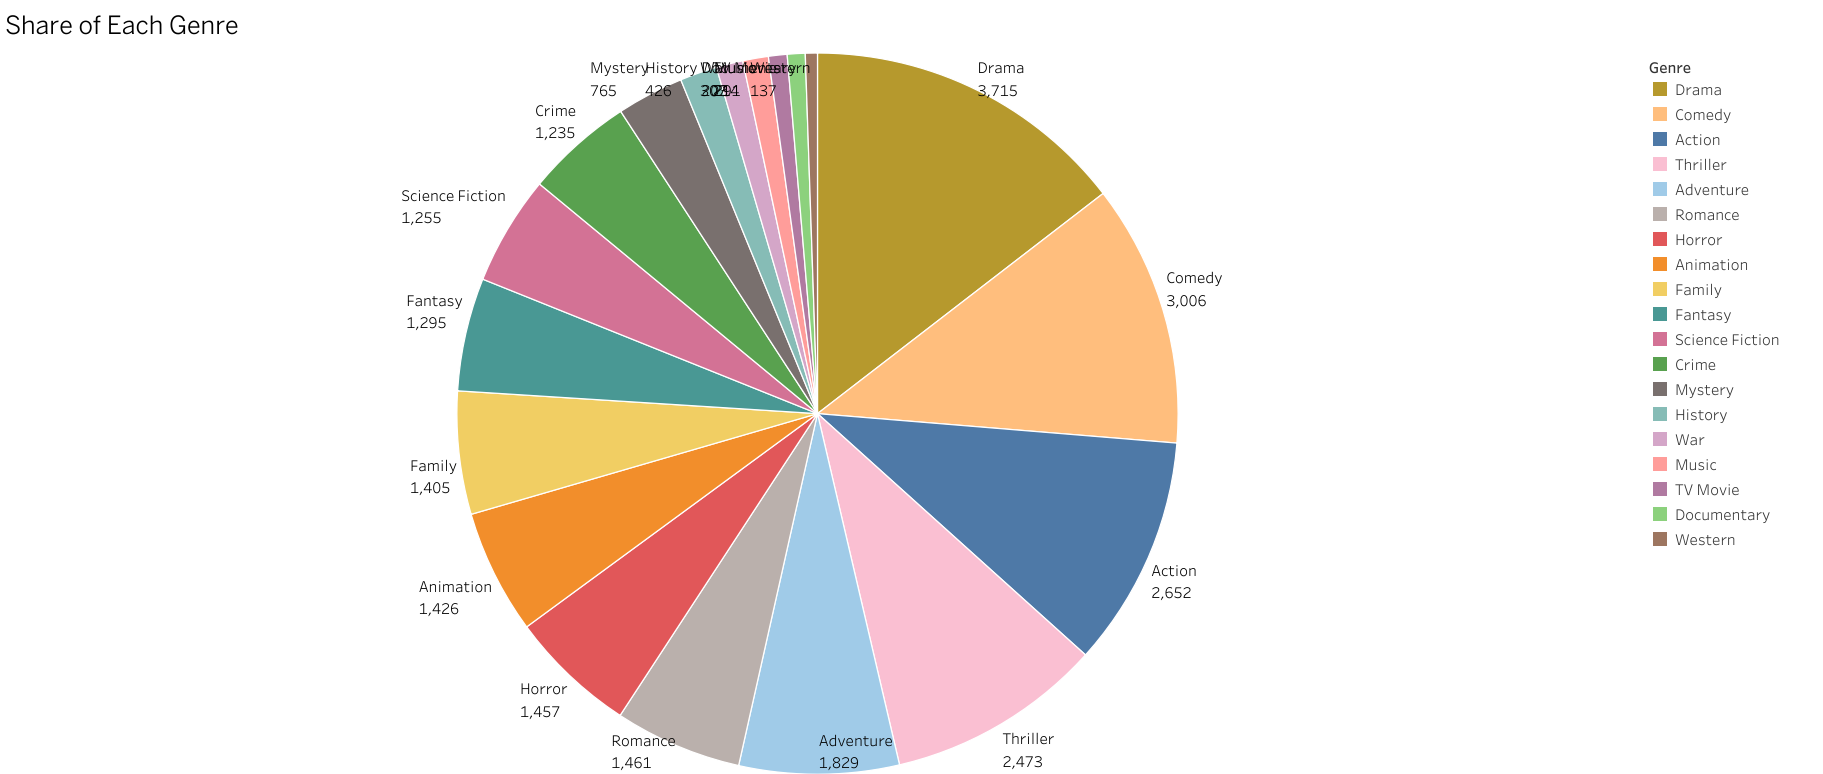 Share of Each Genre
Drama
3,715
Comedy
3,006
Action
2,652
Thriller
2,473
Adventure
1,829
Romance
1,461
Horror
1,457
Animation
1,426
Family
1,405
Fantasy
1,295
Science Fiction
1,255
Crime
1,235
Mystery
765
History
426
Western
137
Genre
Drama
Comedy
Action
Thriller
Adventure
Romance
Horror
Animation
Family
Fantasy
Science Fiction
Crime
Mystery
History
War
Music
TV Movie
Documentary
Western